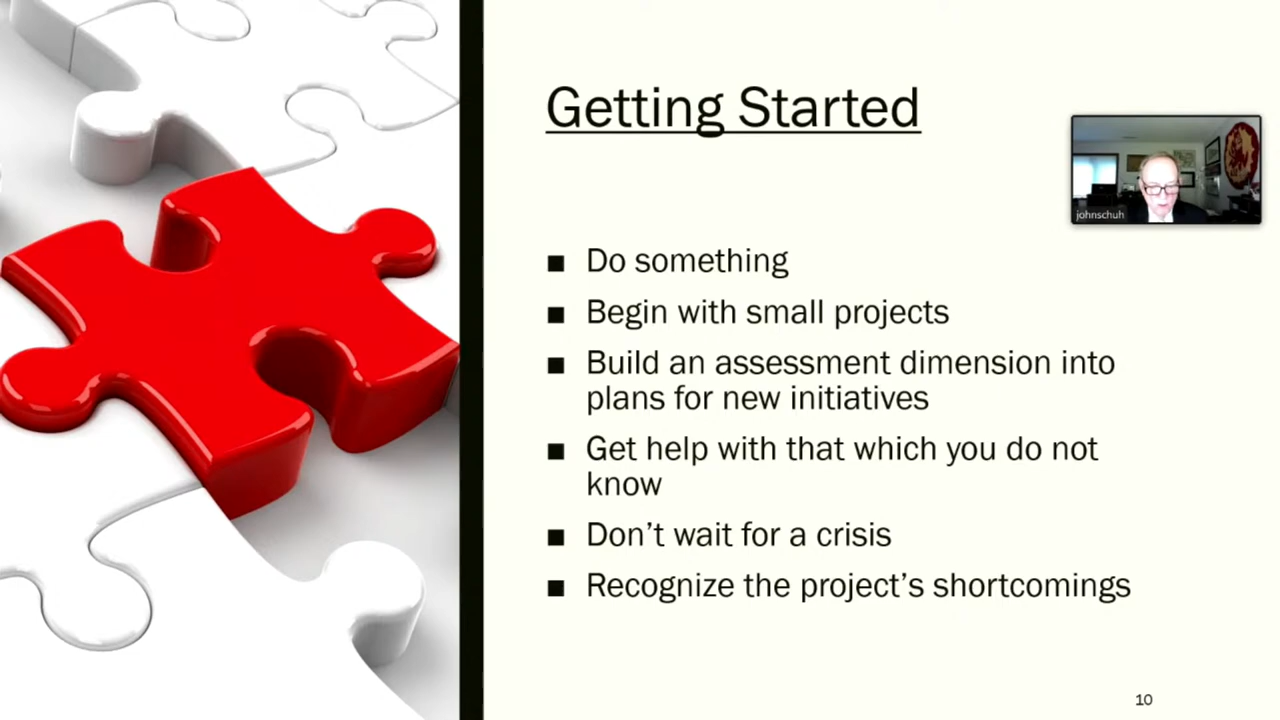 Getting Started
johnschuh
■ Do something
■ Begin with small projects
■ Build an assessment dimension into
plans for new initiatives
■ Get help with that which you do not
know
■ Don’t wait for a crisis
■ Recognize the project’s shortcomings
10